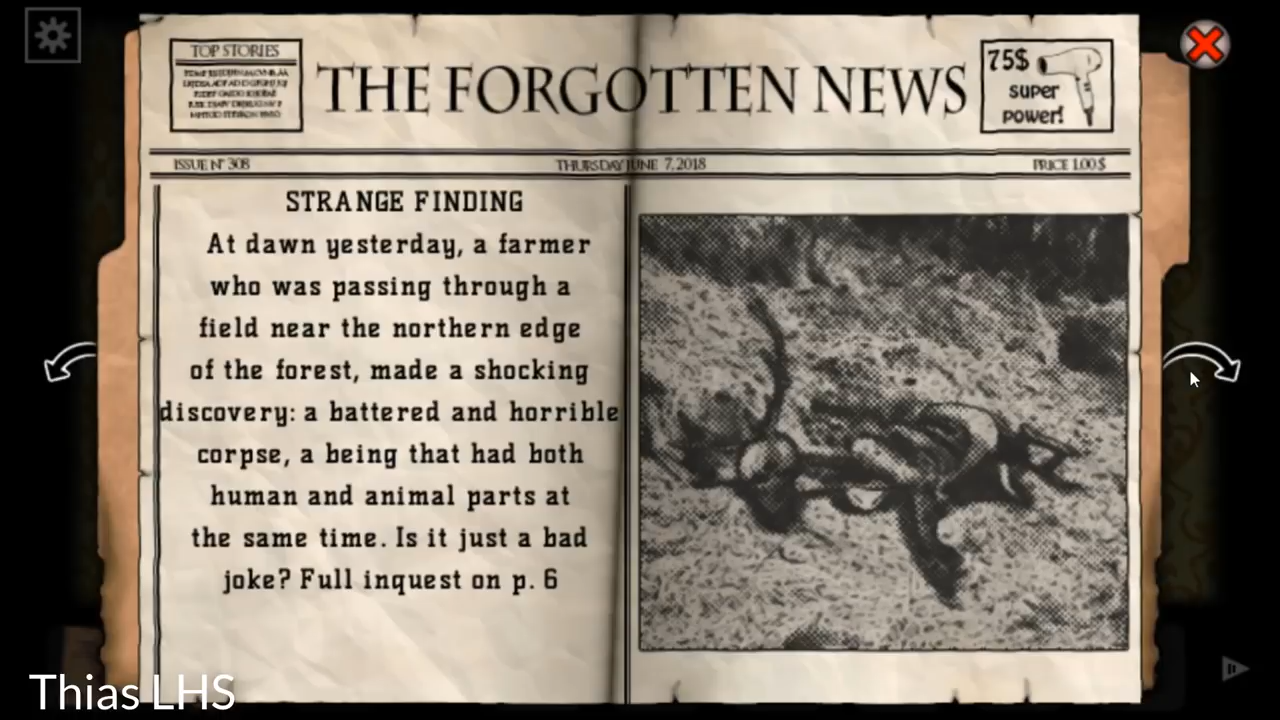 TOP STORIES
THE FORGOTTEN NEWS
75$
super
power!
ISSUE N° 308
THURSDAY JUNE 7, 2018
PRICE 1.00 $
STRANGE FINDING
At dawn yesterday, a farmer
who was passing through a
field near the northern edge
of the forest, made a shocking
discovery: a battered and horrible
corpse, a being that had both
human and animal parts at
the same time. Is it just a bad
joke? Full inquest on p. 6
Thias LHS